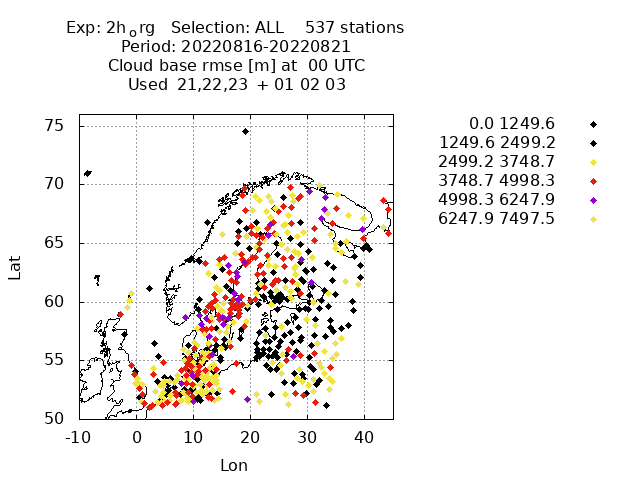 Exp: 2horg Selection: ALL 537 stations
Period: 20220816-20220821
Cloud base rmse [m] at 00 UTC
Used 21,22,23 + 01 02 03
0.0 1249.6
1249.6 2499.2
2499.2 3748.7
3748.7 4998.3
4998.3 6247.9
6247.9 7497.5
75
70
65
60
55
50
Lat
-10 0 10 20 30 40
Lon